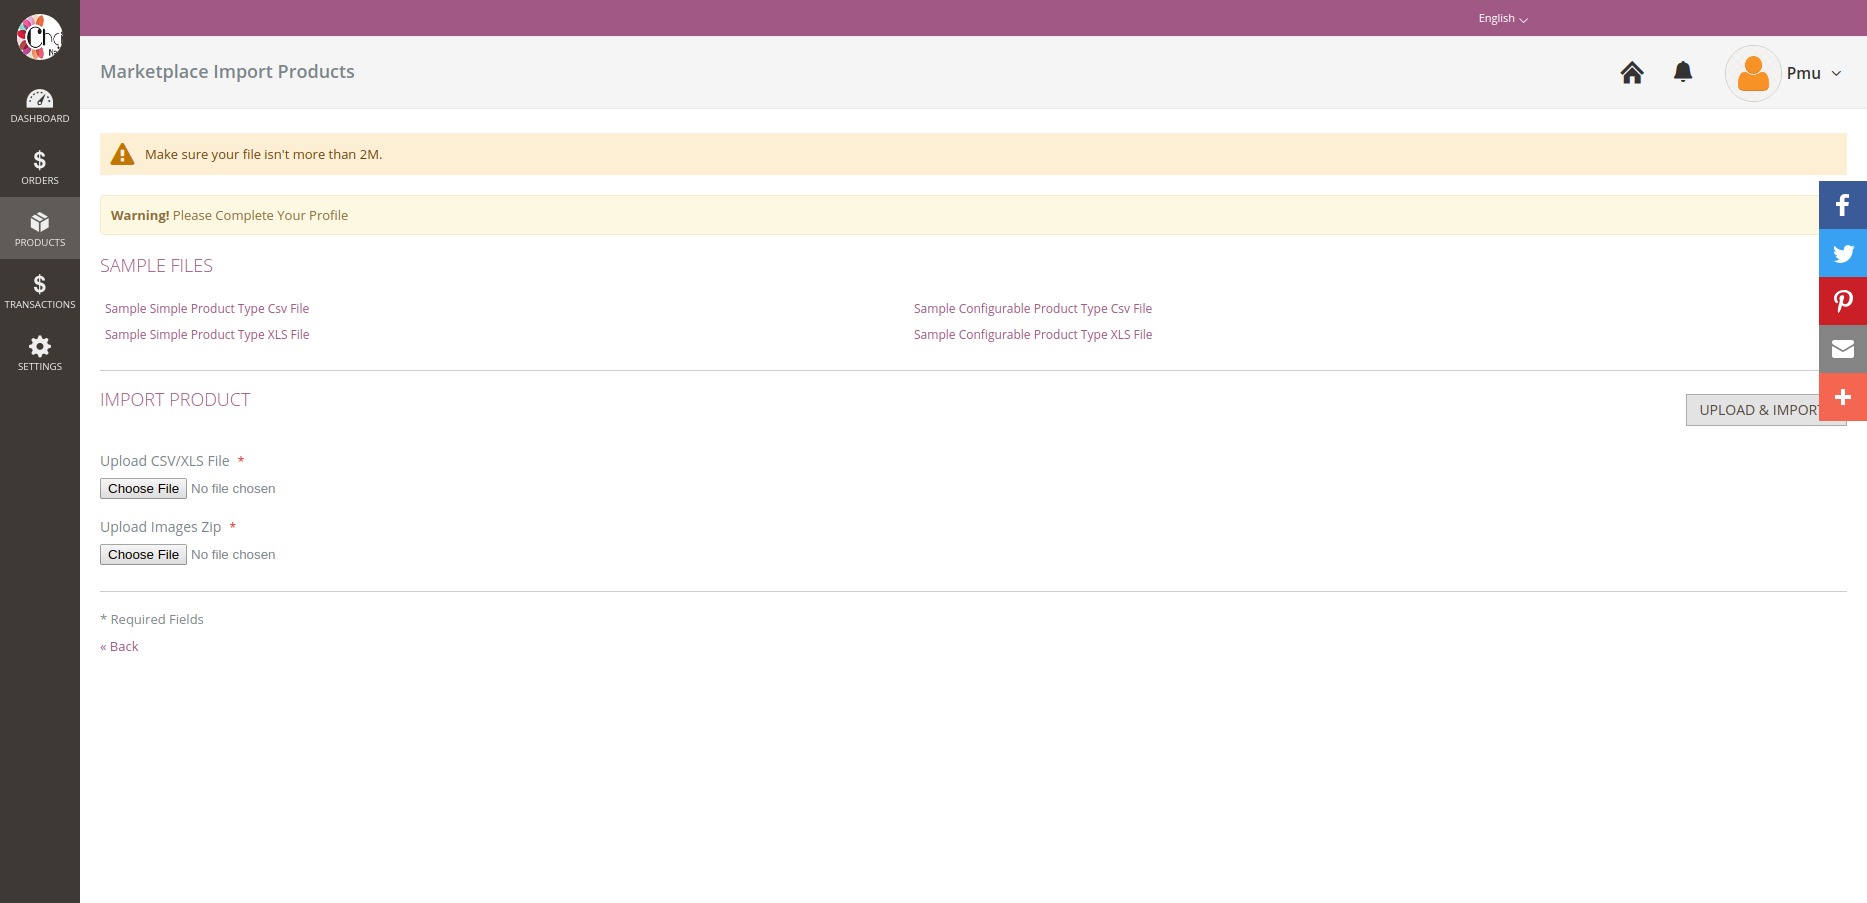 English
Marketplace Import Products
Pmu
DASHBOARD
ORDERS
PRODUCTS
TRANSACTIONS
SETTINGS
Make sure your file isn't more than 2M.
Warning! Please Complete Your Profile
SAMPLE FILES
Sample Simple Product Type Csv File
Sample Configurable Product Type Csv File
Sample Simple Product Type XLS File
Sample Configurable Product Type XLS File
IMPORT PRODUCT
UPLOAD & IMPORT
Upload CSV/XLS File *
Choose File No file chosen
Upload Images Zip *
Choose File No file chosen
* Required Fields
« Back